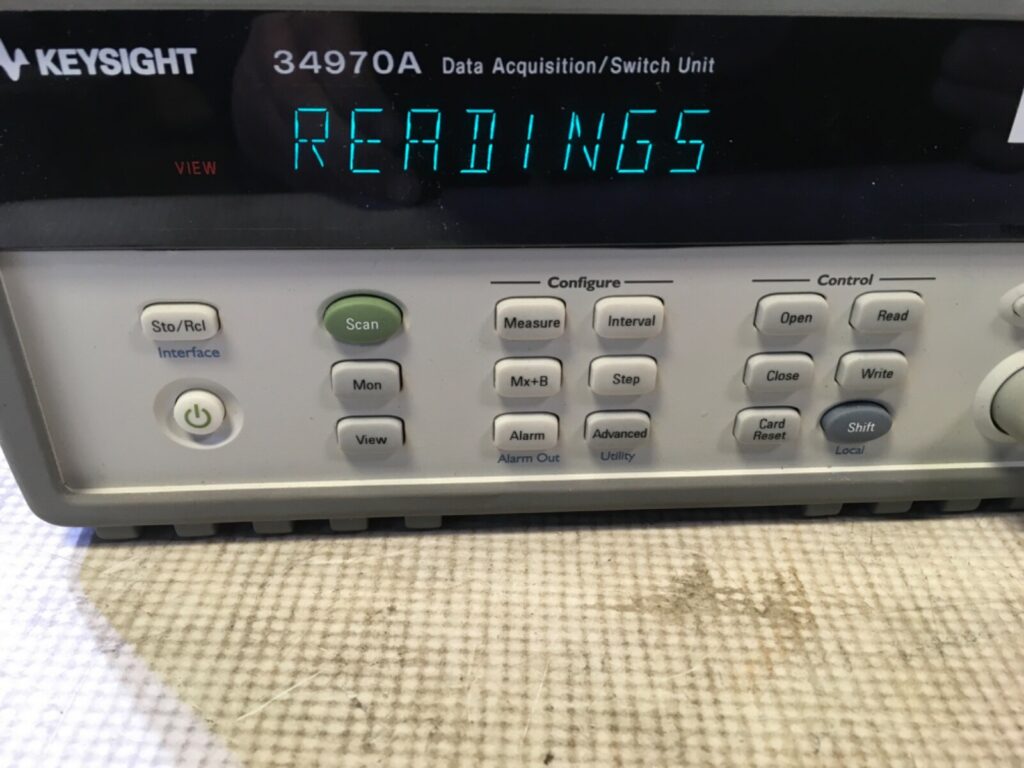 KEYSIGHT 34970A Data Acquisition/Switch Unit
READINGS
VIEW
Configure
Control
Sto/Rcl
Interface
Scan
Mon
View
Measure Interval
Mx+B Step
Alarm Advanced
Alarm Out Utility
Open Read
Close Write
Card Reset
Shift
Local